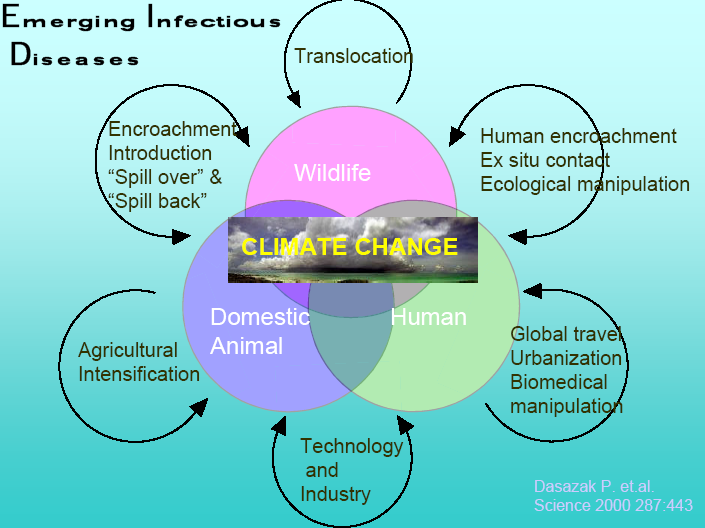 Emerging Infectious
Diseases
Translocation
Encroachment
Introduction
“Spill over” &
“Spill back”
Human encroachment
Ex situ contact
Ecological manipulation
Wildlife
CLIMATE CHANGE
Domestic
Animal
Human
Agricultural
Intensification
Global travel
Urbanization
Biomedical
manipulation
Technology
and
Industry
Dasazak P. et.al.
Science 2000 287:443